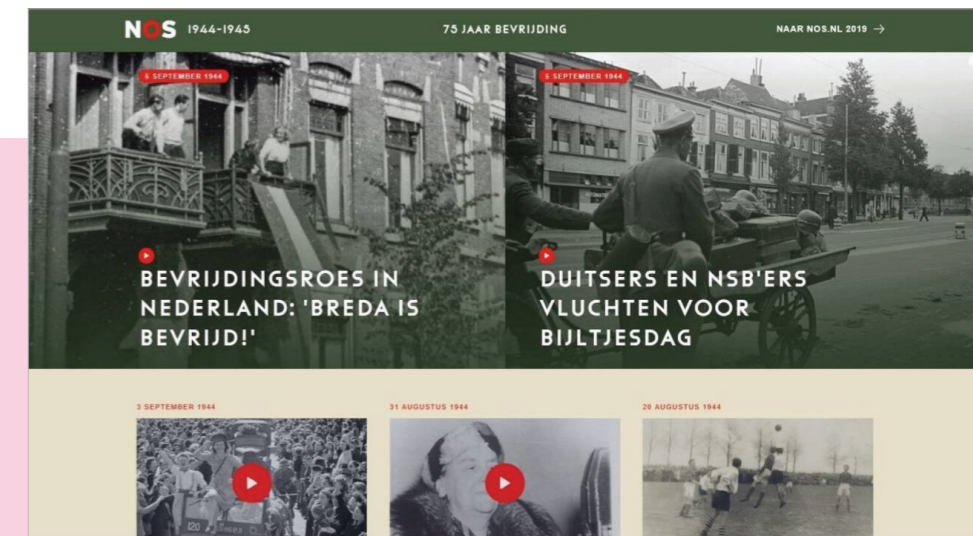 NOS 1944-1945
75 JAAR BEVRIJDING
NAAR NOS.NL 2019 →
5 SEPTEMBER 1944
BEVRIJDINGSROES IN
NEDERLAND: 'BREDA IS
BEVRIJD!'
5 SEPTEMBER 1944
DUITSERS EN NSB'ERS
VLUCHTEN VOOR
BIJLTJESDAG
3 SEPTEMBER 1944
31 AUGUSTUS 1944
20 AUGUSTUS 1944
120